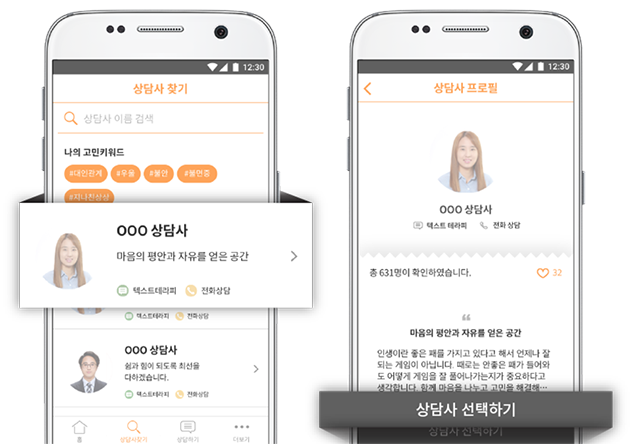 12:30
상담사 찾기
상담사 이름 검색
나의 고민키워드
#대인관계 #우울 #불안 #불면증
#지나친상상
OOO 상담사
마음의 평안과 자유를 얻은 공간
텍스트테라피 전화상담
텍스트테라피 전화상담
OOO 상담사
쉼과 힘이 되도록 최선을
다하겠습니다.
텍스트테라피 전화상담
홈 상담사찾기 상담하기 더보기
12:30
상담사 프로필
OOO 상담사
텍스트 테라피 전화 상담
총 631명이 확인하였습니다. 32
마음의 평안과 자유를 얻은 공간
인생이란 좋은 패를 가지고 있다고 해서 언제나 잘
되는 게임이 아닙니다. 때로는 안좋은 패가 들어와
도 어떻게 게임을 잘 풀어나가는지가 중요하다고
생각합니다. 함께 마음을 나누고 고민을 해결해…
상담사 선택하기
상담사 선택하기